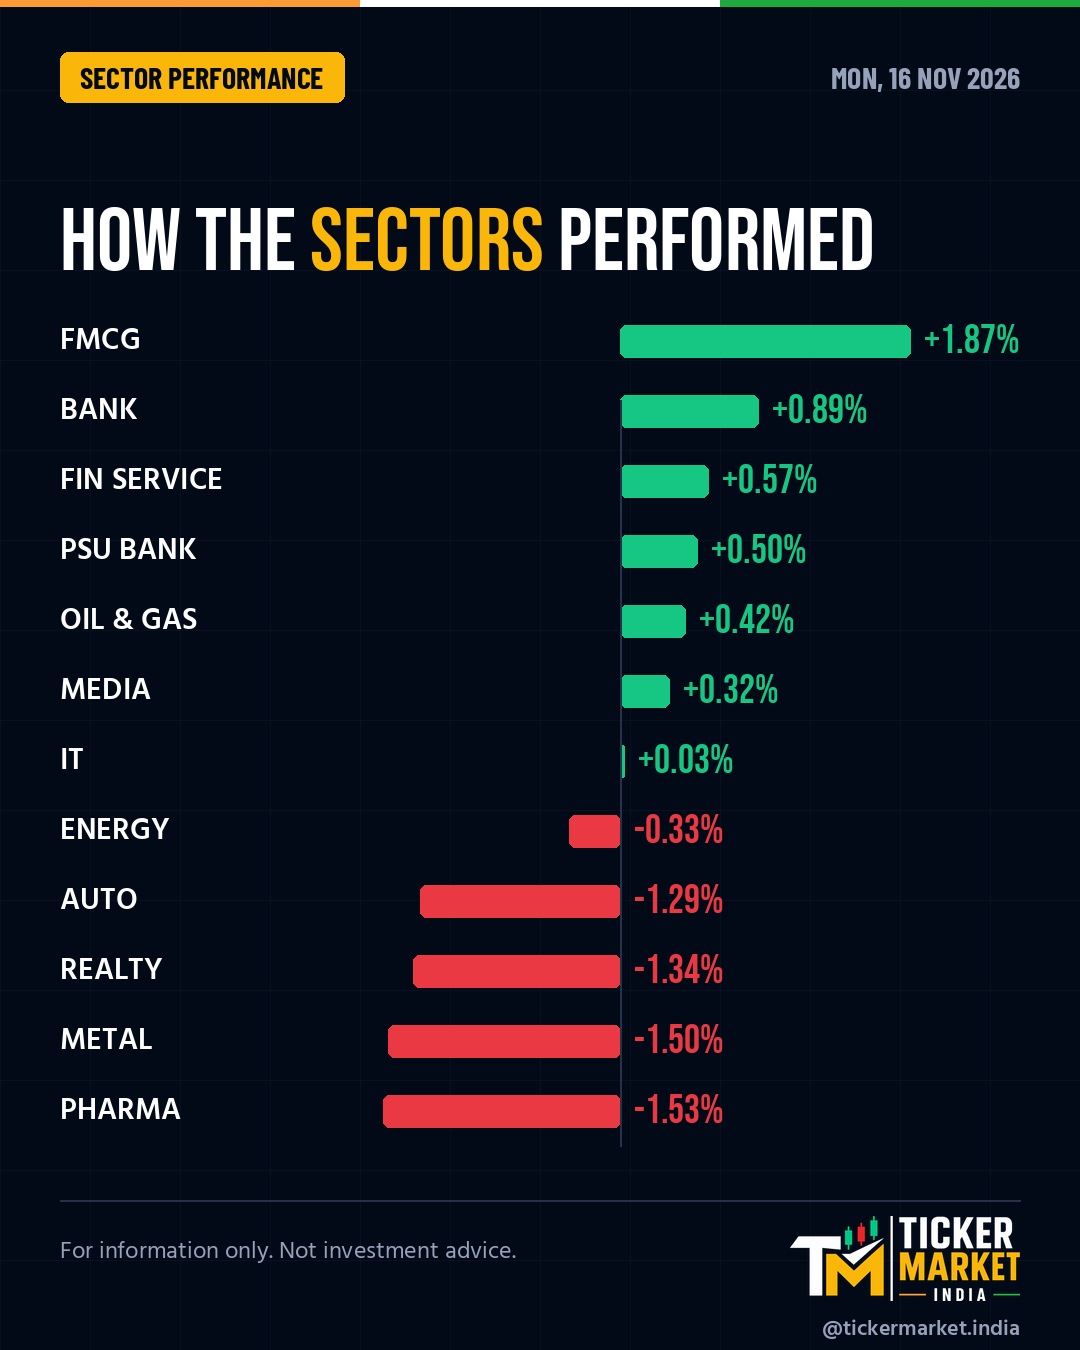 SECTOR PERFORMANCE
MON, 16 NOV 2026
HOW THE SECTORS PERFORMED
FMCG +1.87%
BANK +0.89%
FIN SERVICE +0.57%
PSU BANK +0.50%
OIL & GAS +0.42%
MEDIA +0.32%
IT +0.03%
ENERGY -0.33%
AUTO -1.29%
REALTY -1.34%
METAL -1.50%
PHARMA -1.53%
For information only. Not investment advice.
TM
TICKER
MARKET
INDIA
@tickermarket.india